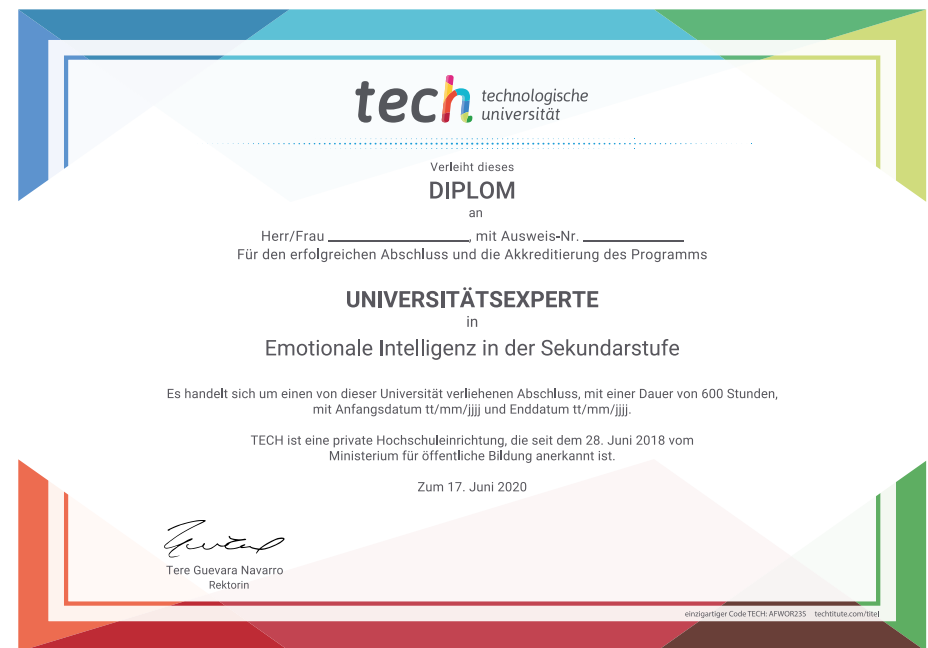 tech technologische
universität
Verleiht dieses
DIPLOM
an
Herr/Frau ____________________, mit Ausweis-Nr. ______________
Für den erfolgreichen Abschluss und die Akkreditierung des Programms
UNIVERSITÄTSEXPERTE
in
Emotionale Intelligenz in der Sekundarstufe
Es handelt sich um einen von dieser Universität verliehenen Abschluss, mit einer Dauer von 600 Stunden,
mit Anfangsdatum tt/mm/jjjj und Enddatum tt/mm/jjjj.
TECH ist eine private Hochschuleinrichtung, die seit dem 28. Juni 2018 vom
Ministerium für öffentliche Bildung anerkannt ist.
Zum 17. Juni 2020
Tere Guevara Navarro
Rektorin
einzigartiger Code TECH: AFWOR23S techtitute.com/titel